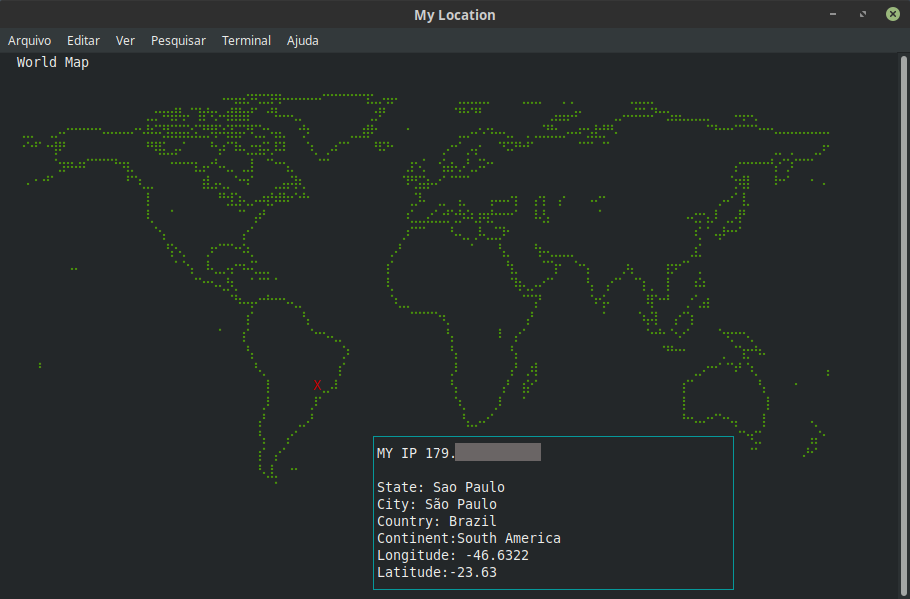 My Location
Arquivo Editar Ver Pesquisar Terminal Ajuda
World Map
X
MY IP 179.
State: Sao Paulo
City: São Paulo
Country: Brazil
Continent:South America
Longitude: -46.6322
Latitude:-23.63